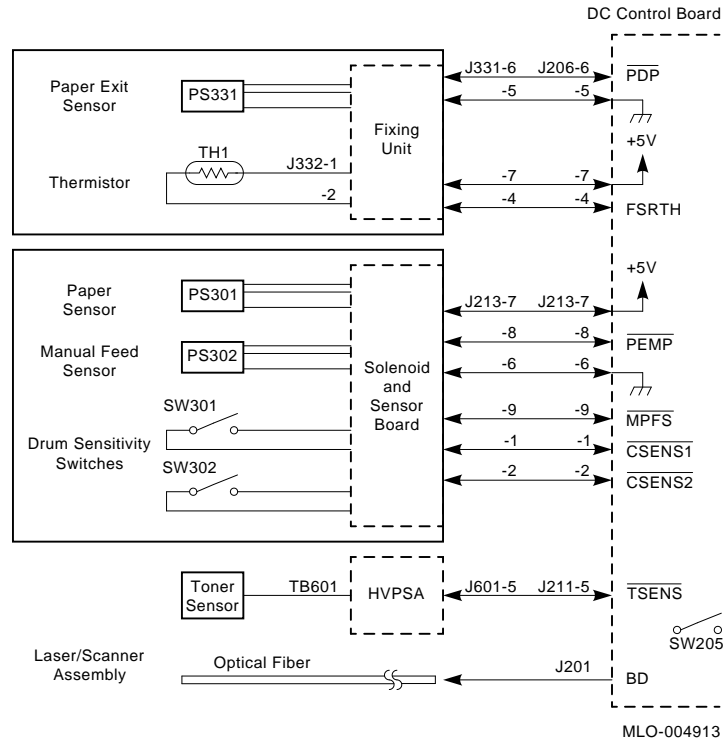 DC Control Board
Paper Exit
Sensor
PS331
Thermistor
TH1
J332-1
-2
Fixing
Unit
J331-6 J206-6 PDP
-5 -5
+5V
-7 -7
-4 -4 FSRTH
Paper
Sensor
PS301
Manual Feed
Sensor
PS302
Drum Sensitivity
Switches
SW301
SW302
Solenoid
and
Sensor
Board
+5V
J213-7 J213-7
-8 -8 PEMP
-6 -6
-9 -9 MPFS
-1 -1 CSENS1
-2 -2 CSENS2
Toner
Sensor
TB601
HVPSA
J601-5 J211-5 TSENS
SW205
Laser/Scanner
Assembly
Optical Fiber
J201 BD
MLO-004913